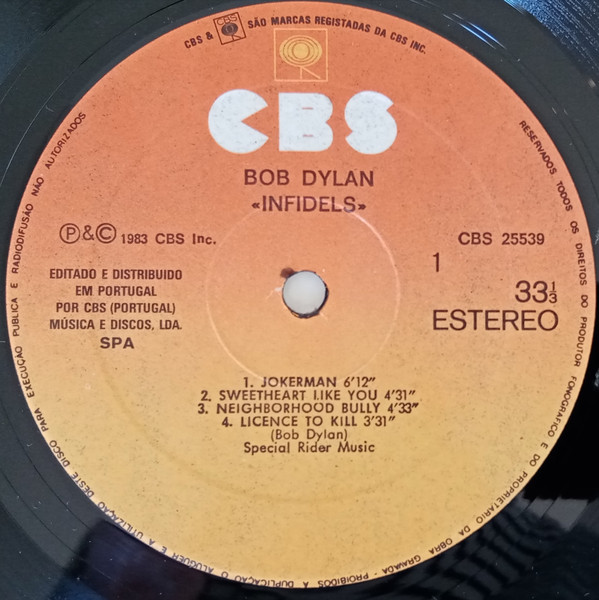 CBS & CBS SÃO MARCAS REGISTADAS DA CBS INC.
RESERVADOS TODOS OS DIREITOS DO PRODUTOR FONOGRÁFICO E DO PROPRIETÁRIO DA OBRA GRAVADA - PROIBIDOS A DUPLICAÇÃO O ALUGUER E A UTILIZAÇÃO DESTE DISCO PARA EXECUÇÃO PÚBLICA E RADIODIFUSÃO NÃO AUTORIZADOS
CBS
BOB DYLAN
«INFIDELS»
Ⓟ&© 1983 CBS Inc.
CBS 25539
EDITADO E DISTRIBUIDO
EM PORTUGAL
POR CBS (PORTUGAL)
MÚSICA E DISCOS, LDA.
SPA
1
33⅓
ESTEREO
1. JOKERMAN 6'12"
2. SWEETHEART LIKE YOU 4'31"
3. NEIGHBORHOOD BULLY 4'33"
4. LICENCE TO KILL 3'31"
(Bob Dylan)
Special Rider Music